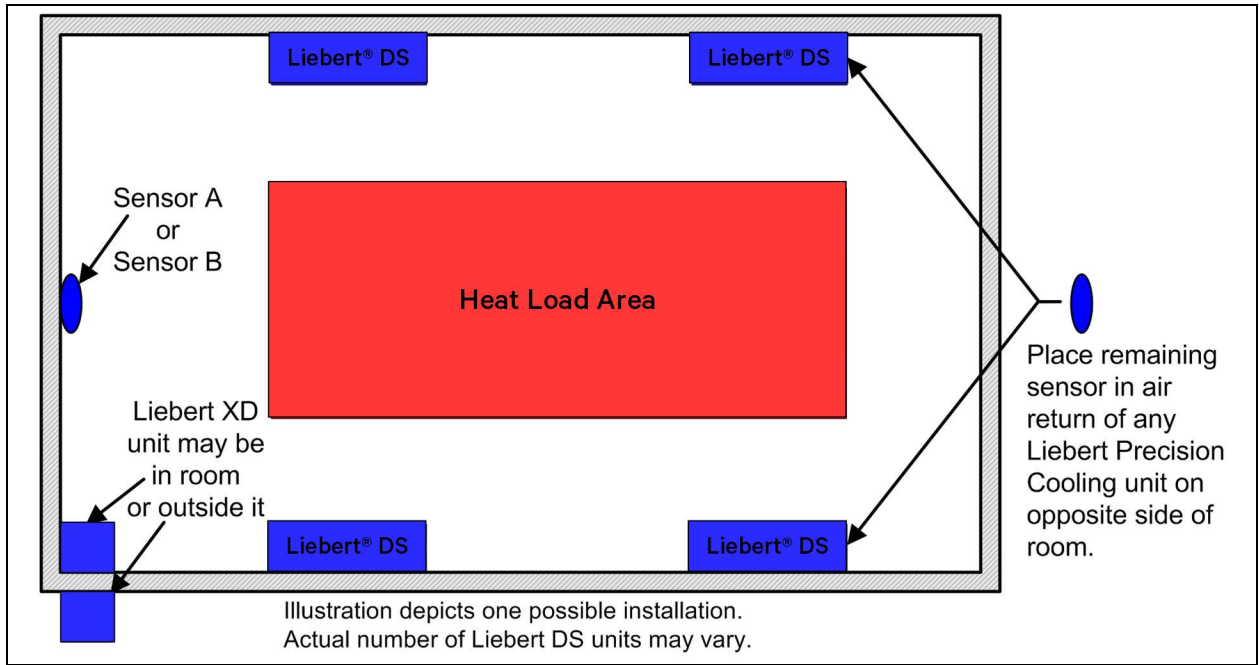 Liebert® DS
Liebert® DS
Sensor A
or
Sensor B
Heat Load Area
Place remaining
sensor in air
return of any
Liebert Precision
Cooling unit on
opposite side of
room.
Liebert XD
unit may be
in room
or outside it
Liebert® DS
Liebert® DS
Illustration depicts one possible installation.
Actual number of Liebert DS units may vary.